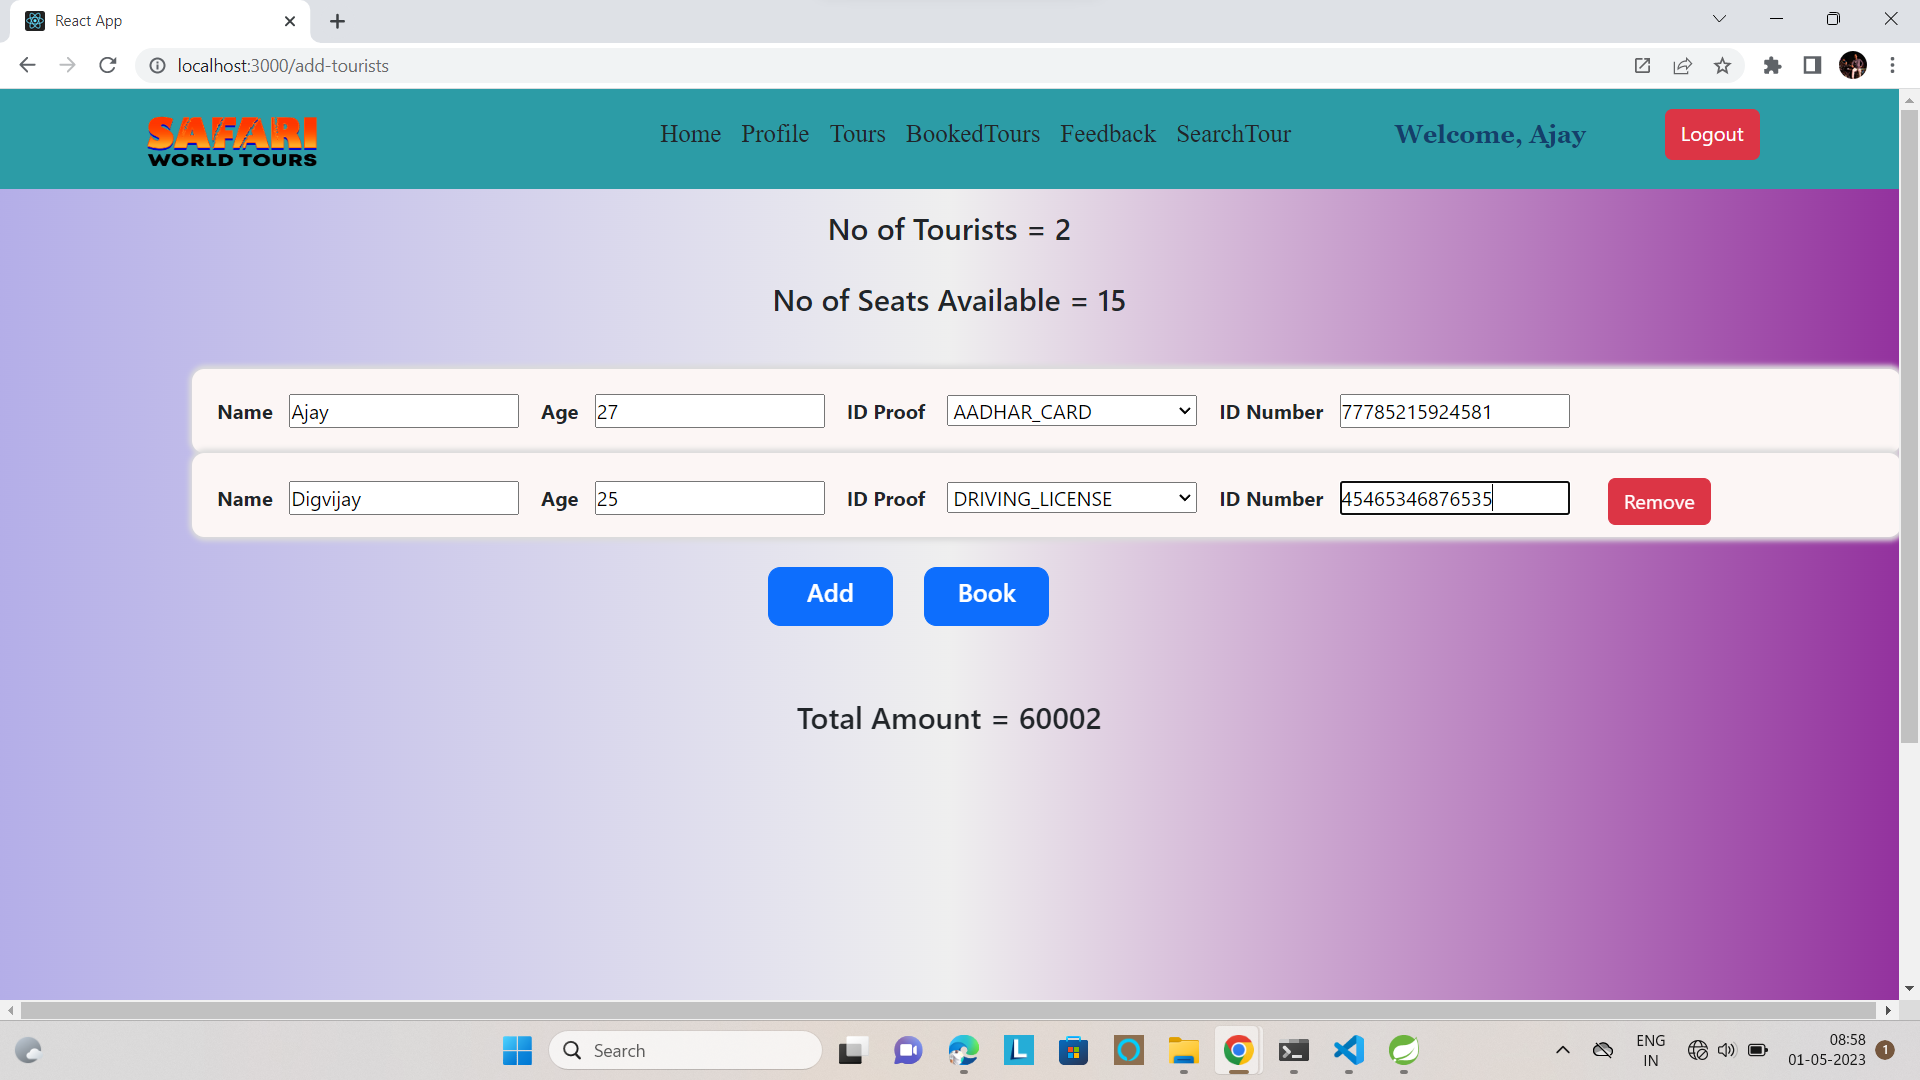 React App
localhost:3000/add-tourists
SAFARI
WORLD TOURS
Home Profile Tours BookedTours Feedback SearchTour
Welcome, Ajay
Logout
No of Tourists = 2
No of Seats Available = 15
Name Ajay Age 27 ID Proof AADHAR_CARD ID Number 77785215924581
Name Digvijay Age 25 ID Proof DRIVING_LICENSE ID Number 45465346876535 Remove
Add Book
Total Amount = 60002
Search
L
ENG
IN
08:58
01-05-2023
1